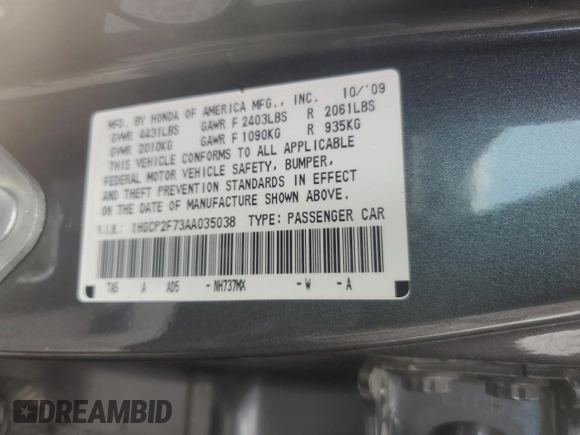 MFD. BY HONDA OF AMERICA MFG., INC. 10/'09
GVWR 4431LBS GAWR F 2403LBS R 2061LBS
GVWR 2010KG GAWR F 1090KG R 935KG
THIS VEHICLE CONFORMS TO ALL APPLICABLE
FEDERAL MOTOR VEHICLE SAFETY, BUMPER,
AND THEFT PREVENTION STANDARDS IN EFFECT
ON THE DATE OF MANUFACTURE SHOWN ABOVE.
V.I.N.: 1HGCP2F73AA035038 TYPE: PASSENGER CAR
TA5 A AD5 -NH737MX -W -A
DREAMBID